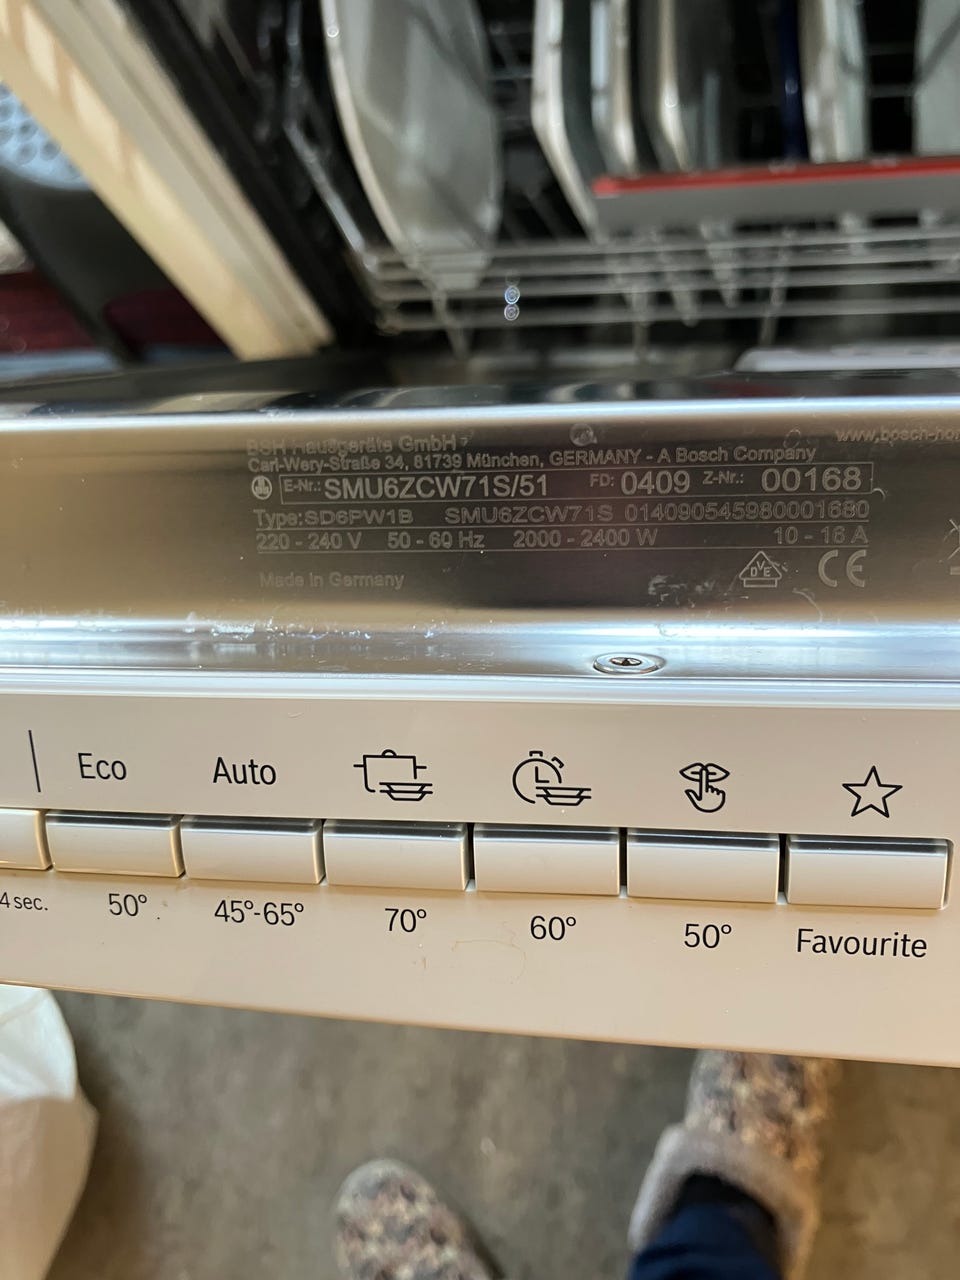 BSH Hausgeräte GmbH
www.bosch-ho
Carl-Wery-Straße 34, 81739 München, GERMANY - A Bosch Company
E-Nr.: SMU6ZCW71S/51 FD: 0409 Z-Nr.: 00168
Type:SD6PW1B SMU6ZCW71S 014090545980001680
220 - 240 V 50 - 60 Hz 2000 - 2400 W 10 - 16 A
DVE CE
Made in Germany
Eco Auto
4 sec. 50° 45°-65° 70° 60° 50° Favourite